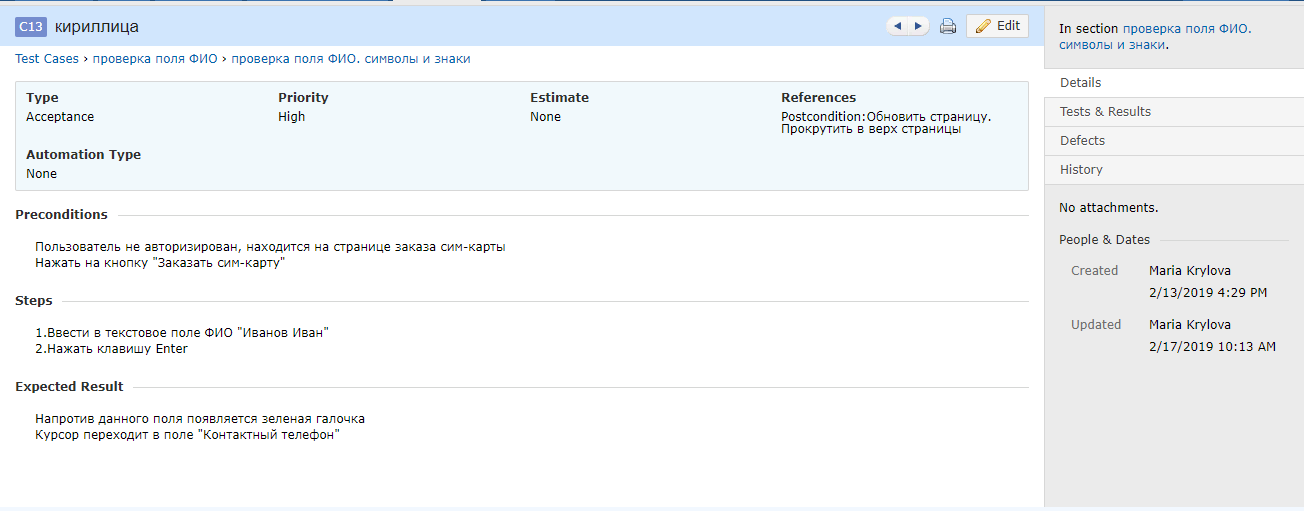 C13 кириллица
Edit
Test Cases › проверка поля ФИО › проверка поля ФИО. символы и знаки
Type
Acceptance
Priority
High
Estimate
None
References
Postcondition:Обновить страницу.
Прокрутить в верх страницы
Automation Type
None
Preconditions
Пользователь не авторизирован, находится на странице заказа сим-карты
Нажать на кнопку "Заказать сим-карту"
Steps
1.Ввести в текстовое поле ФИО "Иванов Иван"
2.Нажать клавишу Enter
Expected Result
Напротив данного поля появляется зеленая галочка
Курсор переходит в поле "Контактный телефон"
In section проверка поля ФИО.
символы и знаки.
Details
Tests & Results
Defects
History
No attachments.
People & Dates
Created Maria Krylova
2/13/2019 4:29 PM
Updated Maria Krylova
2/17/2019 10:13 AM